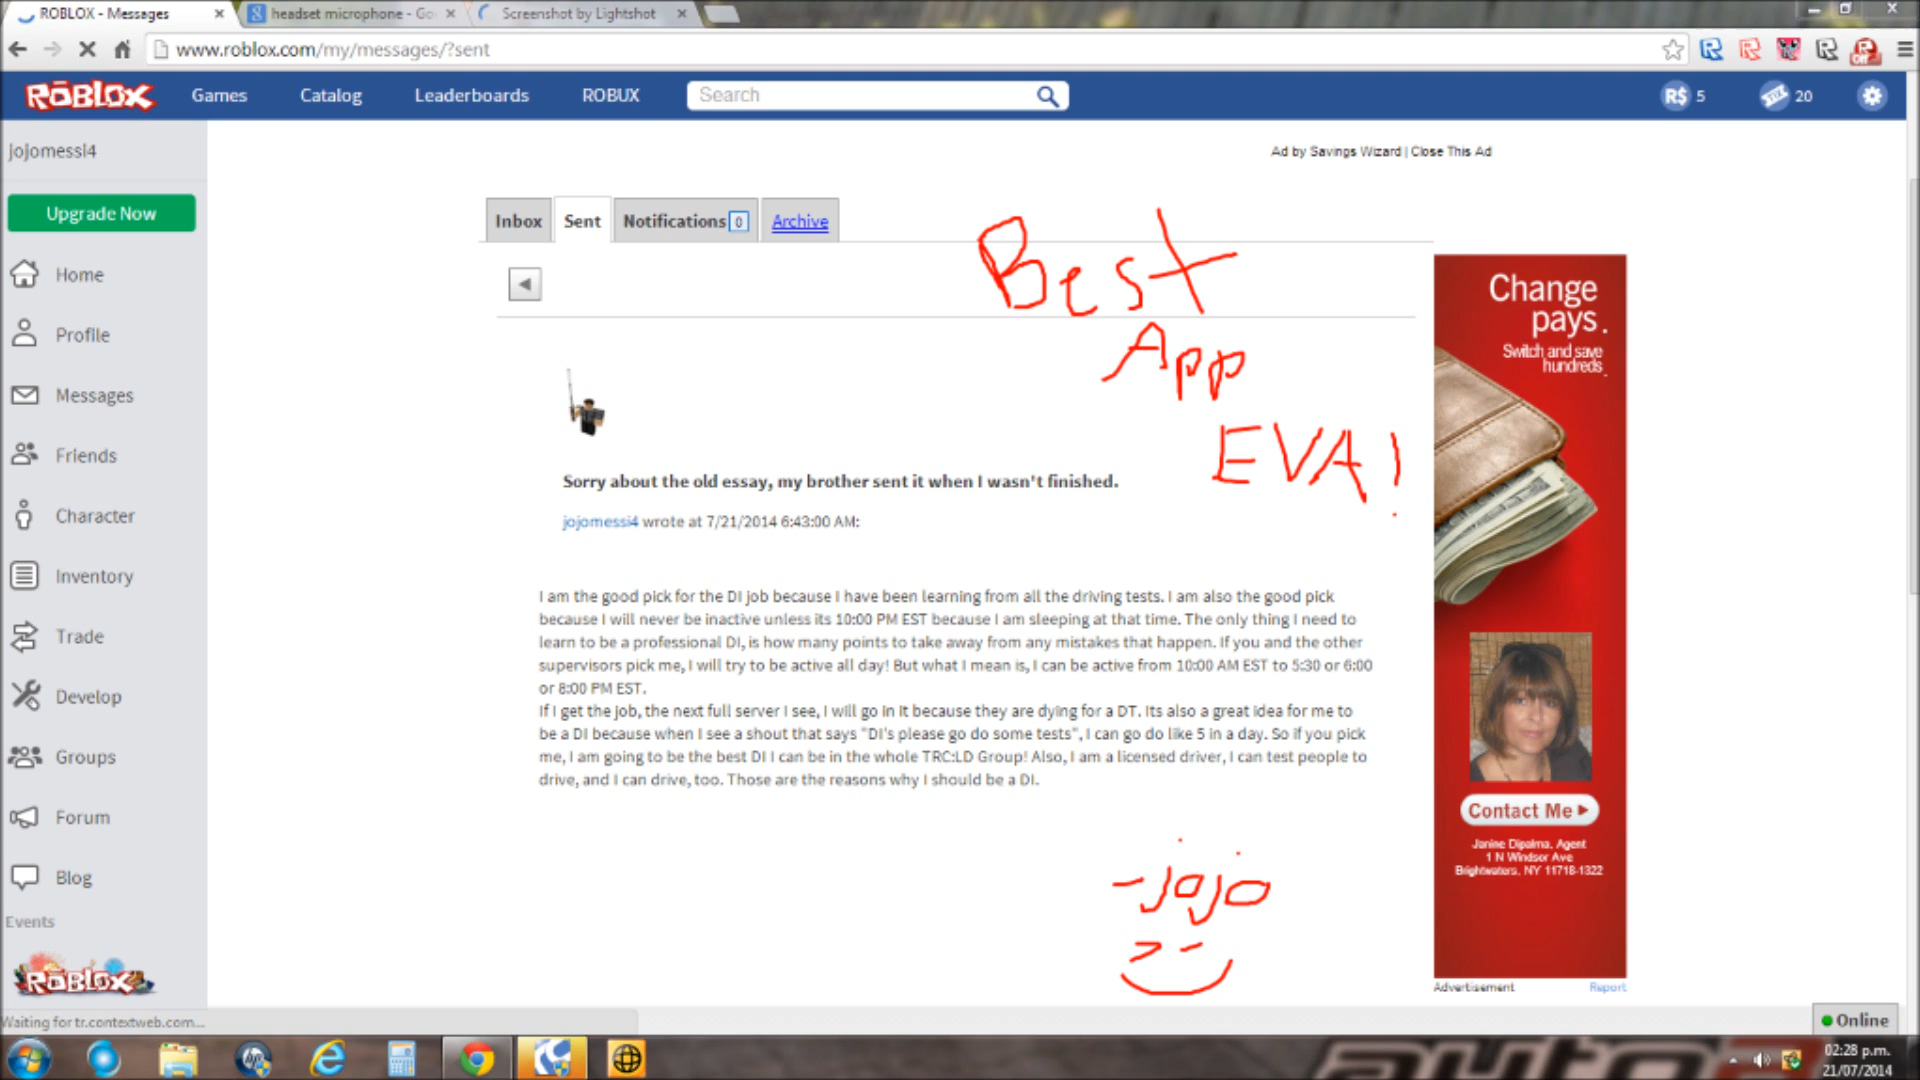 ROBLOX - Messages
headset microphone - Go
Screenshot by Lightshot
www.roblox.com/my/messages/?sent
ROBLOX
Games
Catalog
Leaderboards
ROBUX
Search
R$ 5
20
jojomessi4
Upgrade Now
Home
Profile
Messages
Friends
Character
Inventory
Trade
Develop
Groups
Forum
Blog
Events
ROBLOX
Ad by Savings Wizard | Close This Ad
Inbox
Sent
Notifications 0
Archive
Best
App
EVA!
Sorry about the old essay, my brother sent it when I wasn't finished.
jojomessi4 wrote at 7/21/2014 6:43:00 AM:
I am the good pick for the DI job because I have been learning from all the driving tests. I am also the good pick
because I will never be inactive unless its 10:00 PM EST because I am sleeping at that time. The only thing I need to
learn to be a professional DI, is how many points to take away from any mistakes that happen. If you and the other
supervisors pick me, I will try to be active all day! But what I mean is, I can be active from 10:00 AM EST to 5:30 or 6:00
or 8:00 PM EST.
If I get the job, the next full server I see, I will go in it because they are dying for a DT. Its also a great idea for me to
be a DI because when I see a shout that says "DI's please go do some tests", I can go do like 5 in a day. So if you pick
me, I am going to be the best DI I can be in the whole TRC:LD Group! Also, I am a licensed driver, I can test people to
drive, and I can drive, too. Those are the reasons why I should be a DI.
-jojo
Change
pays.
Switch and save
hundreds.
Contact Me
Janine Dipalma, Agent
1 N Windsor Ave
Brightwaters, NY 11718-1322
Advertisement
Report
Waiting for tr.contextweb.com...
Online
02:28 p.m.
21/07/2014